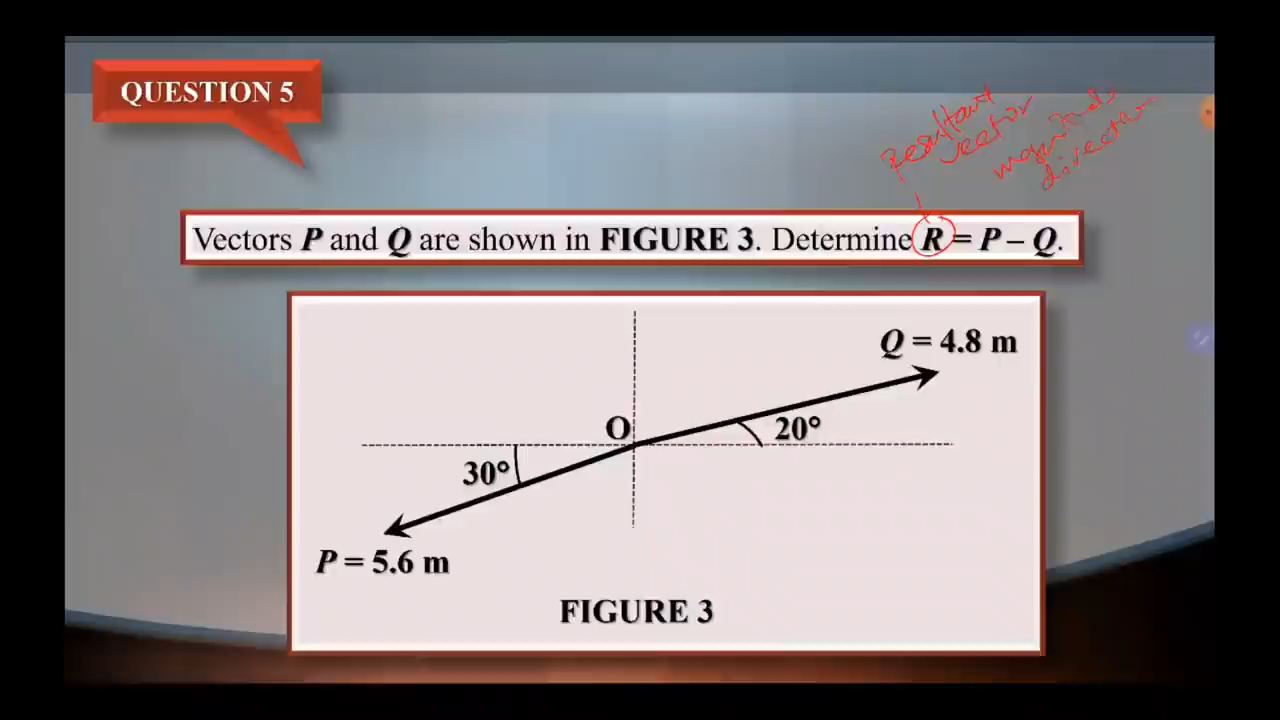 QUESTION 5
Resultant
vector
magnitude
direction
Vectors P and Q are shown in FIGURE 3. Determine R = P – Q.
Q = 4.8 m
O
20°
30°
P = 5.6 m
FIGURE 3